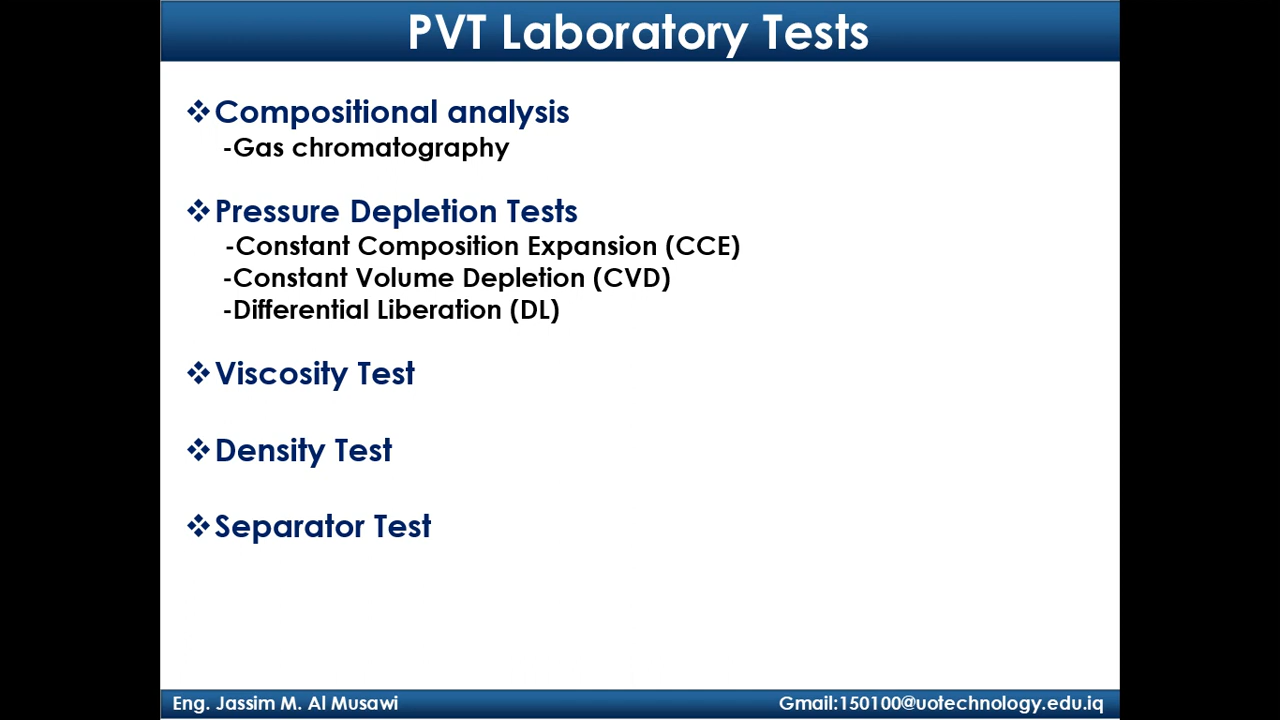 PVT Laboratory Tests
❖Compositional analysis
-Gas chromatography
❖Pressure Depletion Tests
-Constant Composition Expansion (CCE)
-Constant Volume Depletion (CVD)
-Differential Liberation (DL)
❖Viscosity Test
❖Density Test
❖Separator Test
Eng. Jassim M. Al Musawi
Gmail:150100@uotechnology.edu.iq